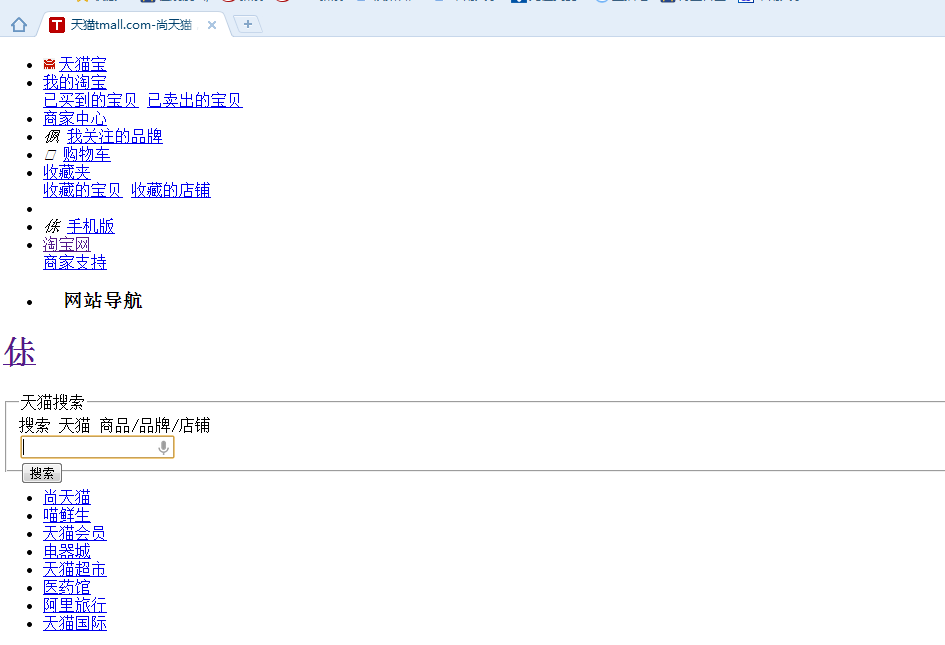 天猫tmall.com-尚天猫
天猫宝
我的淘宝
已买到的宝贝 已卖出的宝贝
商家中心
我关注的品牌
购物车
收藏夹
收藏的宝贝 收藏的店铺
手机版
淘宝网
商家支持
网站导航
天猫搜索
搜索 天猫 商品/品牌/店铺
搜索
尚天猫
喵鲜生
天猫会员
电器城
天猫超市
医药馆
阿里旅行
天猫国际